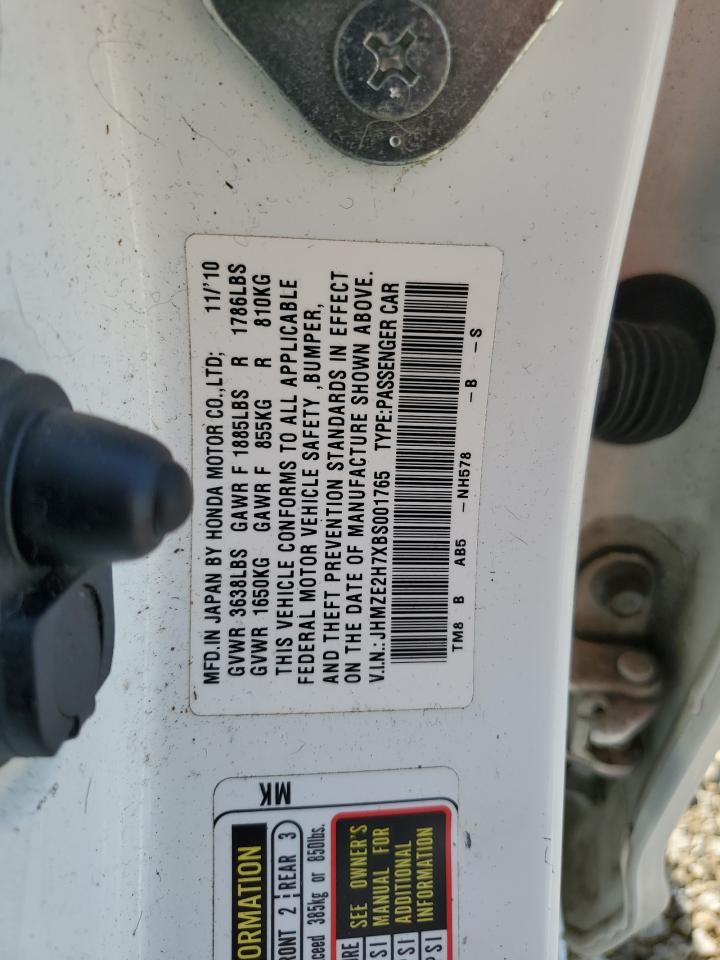 MFD.IN JAPAN BY HONDA MOTOR CO.,LTD; 11/'10
GVWR 3638LBS GAWR F 1885LBS R 1786LBS
GVWR 1650KG GAWR F 855KG R 810KG
THIS VEHICLE CONFORMS TO ALL APPLICABLE
FEDERAL MOTOR VEHICLE SAFETY ,BUMPER,
AND THEFT PREVENTION STANDARDS IN EFFECT
ON THE DATE OF MANUFACTURE SHOWN ABOVE.
V.I.N.: JHMZE2H7XBS001765 TYPE:PASSENGER CAR
TM8 B AB5 -NH578 -B -S
MK
ORMATION
RONT 2 REAR 3
ceed 385kg or 850lbs.
SEE OWNER'S
MANUAL FOR
ADDITIONAL
INFORMATION